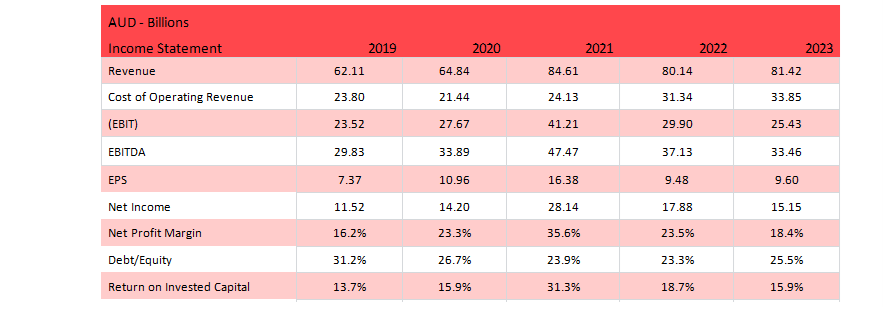 AUD - Billions
Income Statement 2019 2020 2021 2022 2023
Revenue 62.11 64.84 84.61 80.14 81.42
Cost of Operating Revenue 23.80 21.44 24.13 31.34 33.85
(EBIT) 23.52 27.67 41.21 29.90 25.43
EBITDA 29.83 33.89 47.47 37.13 33.46
EPS 7.37 10.96 16.38 9.48 9.60
Net Income 11.52 14.20 28.14 17.88 15.15
Net Profit Margin 16.2% 23.3% 35.6% 23.5% 18.4%
Debt/Equity 31.2% 26.7% 23.9% 23.3% 25.5%
Return on Invested Capital 13.7% 15.9% 31.3% 18.7% 15.9%